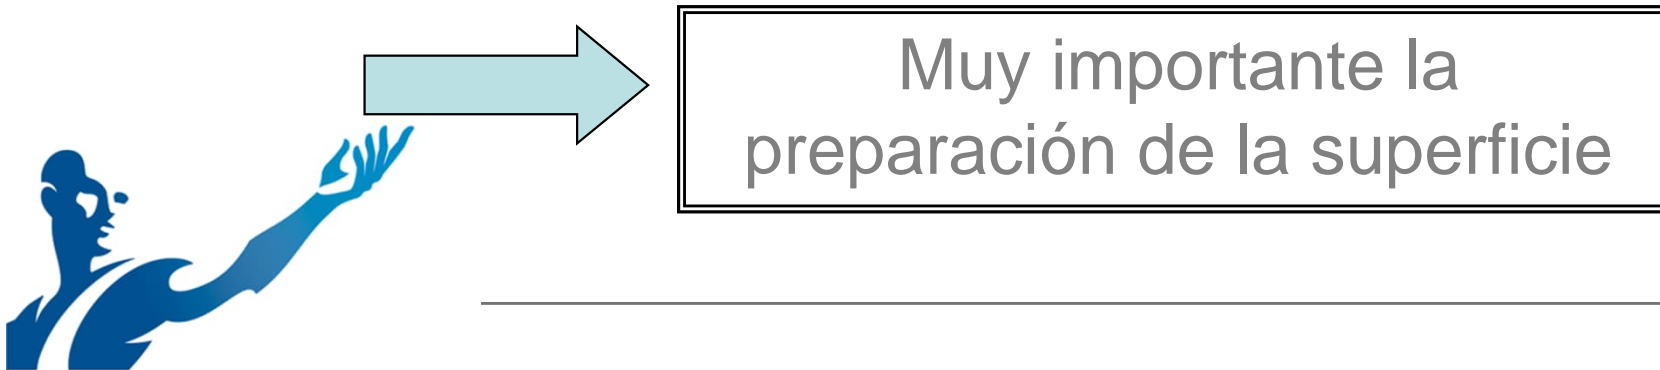 Muy importante la
preparación de la superficie